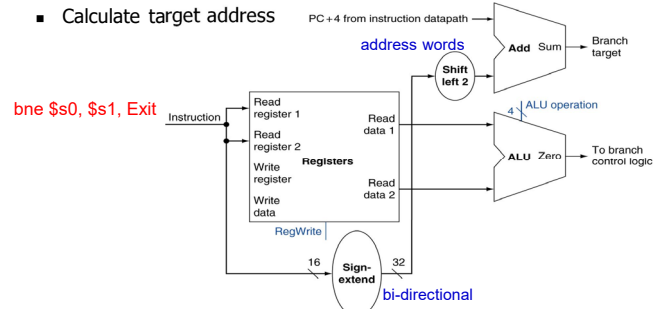 ▪ Calculate target address
PC+4 from instruction datapath
address words
Add Sum
Branch
target
Shift
left 2
bne $s0, $s1, Exit
Instruction
Read
register 1
Read
register 2
Write
register
Write
data
Registers
Read
data 1
Read
data 2
RegWrite
4
ALU operation
ALU Zero
To branch
control logic
16
Sign-
extend
32
bi-directional